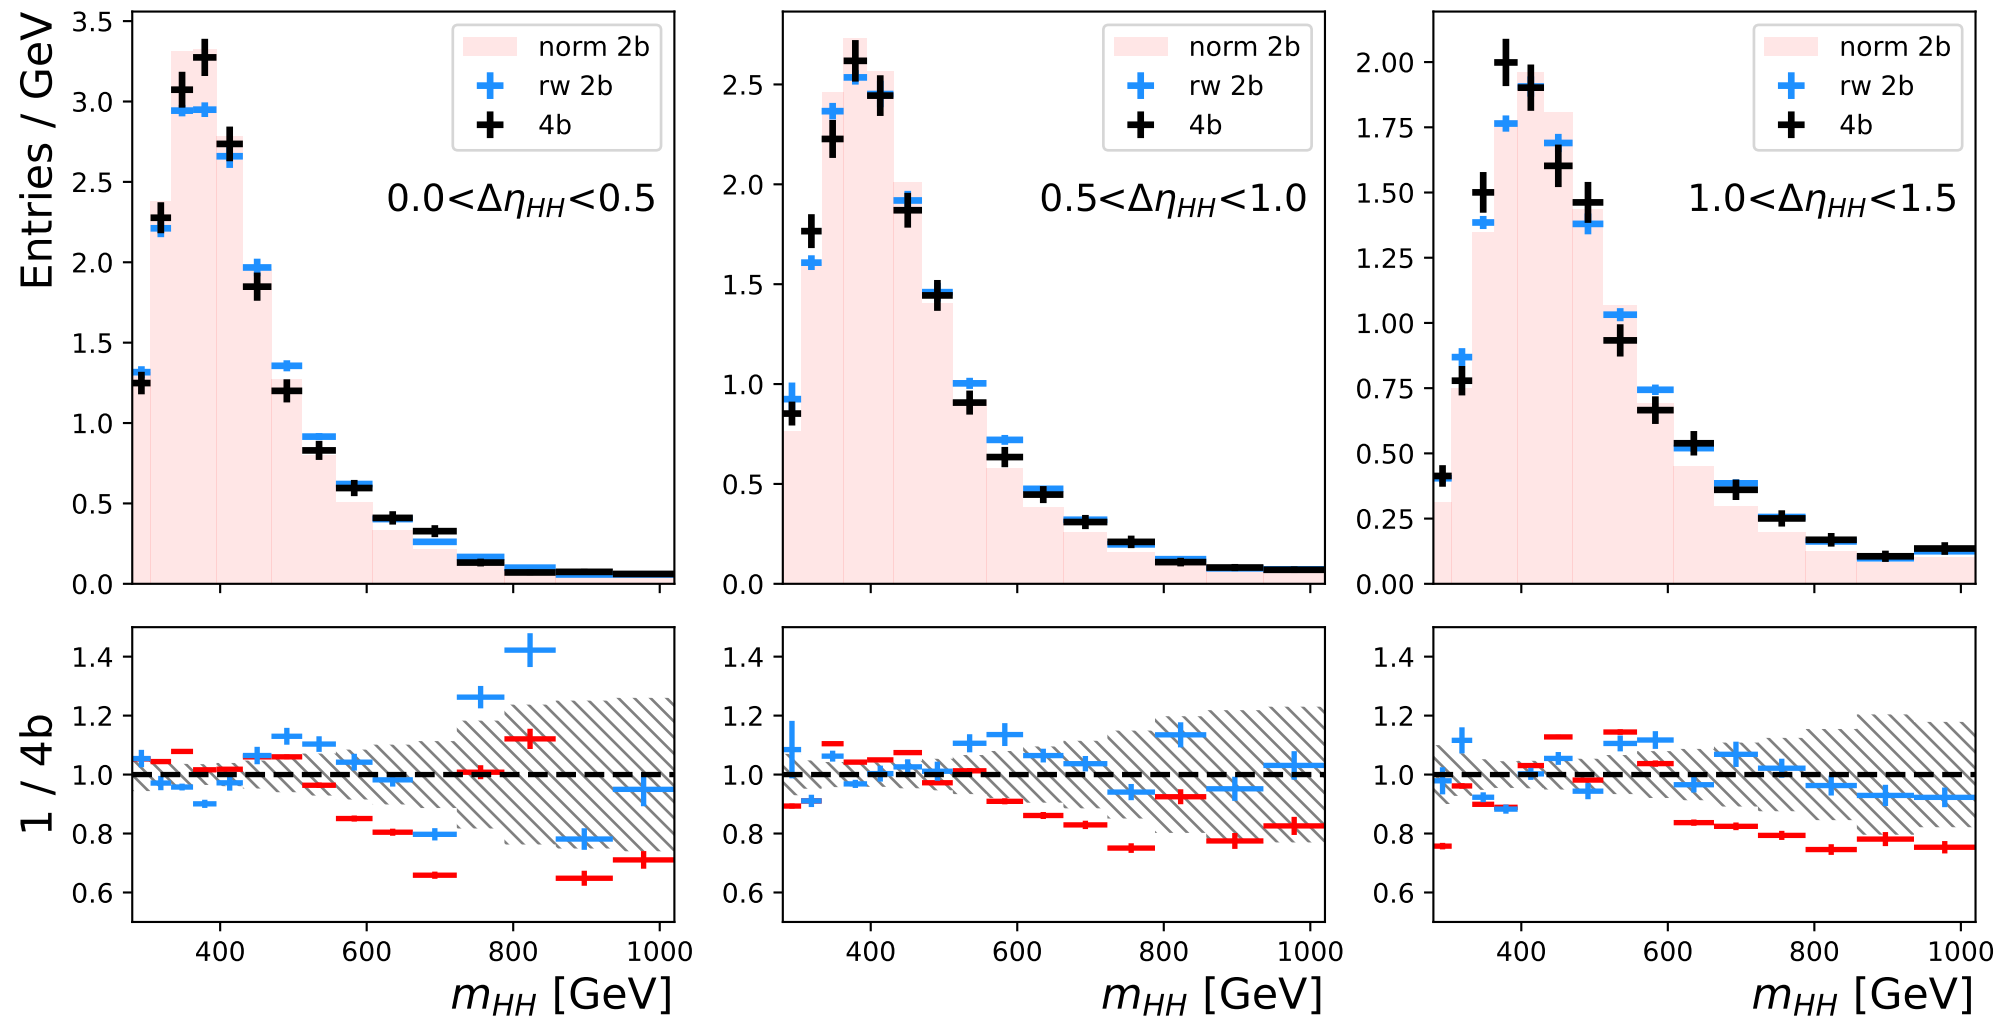 Entries / GeV
3.5
3.0
2.5
2.0
1.5
1.0
0.5
0.0
norm 2b
rw 2b
4b
0.0<Δη_HH<0.5
2.5
2.0
1.5
1.0
0.5
0.0
norm 2b
rw 2b
4b
0.5<Δη_HH<1.0
2.00
1.75
1.50
1.25
1.00
0.75
0.50
0.25
0.00
norm 2b
rw 2b
4b
1.0<Δη_HH<1.5
1 / 4b
1.4
1.2
1.0
0.8
0.6
400 600 800 1000
m_HH [GeV]
1.4
1.2
1.0
0.8
0.6
400 600 800 1000
m_HH [GeV]
1.4
1.2
1.0
0.8
0.6
400 600 800 1000
m_HH [GeV]